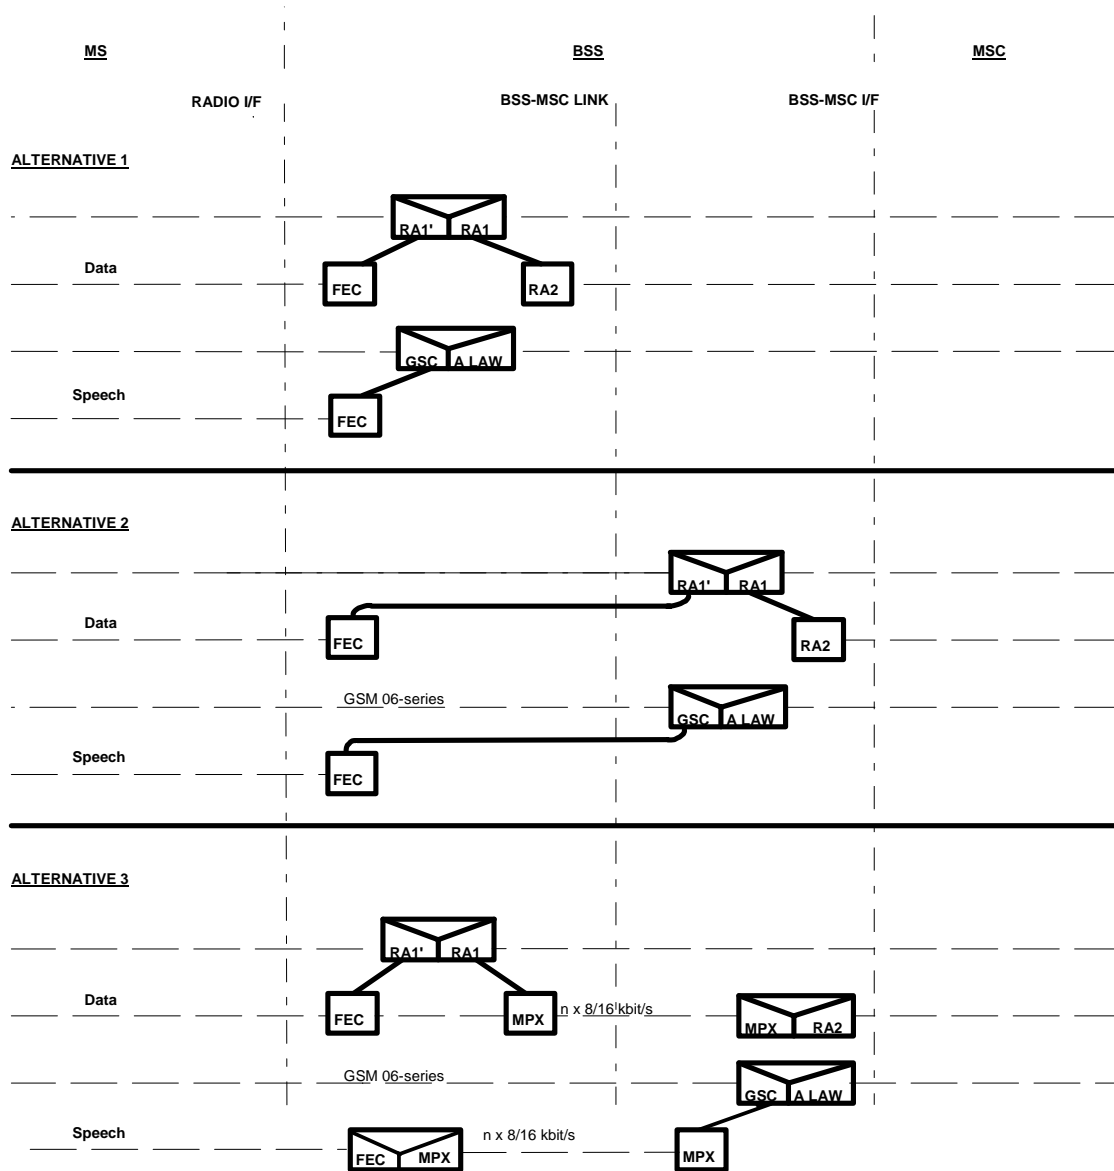 MS BSS MSC
RADIO I/F BSS-MSC LINK BSS-MSC I/F
ALTERNATIVE 1
RA1' RA1
Data
FEC RA2
GSC A LAW
Speech
FEC
ALTERNATIVE 2
RA1' RA1
Data
FEC RA2
GSM 06-series
GSC A LAW
Speech
FEC
ALTERNATIVE 3
RA1' RA1
Data
n x 8/16 kbit/s
FEC MPX MPX RA2
GSM 06-series
GSC A LAW
Speech n x 8/16 kbit/s
FEC MPX MPX